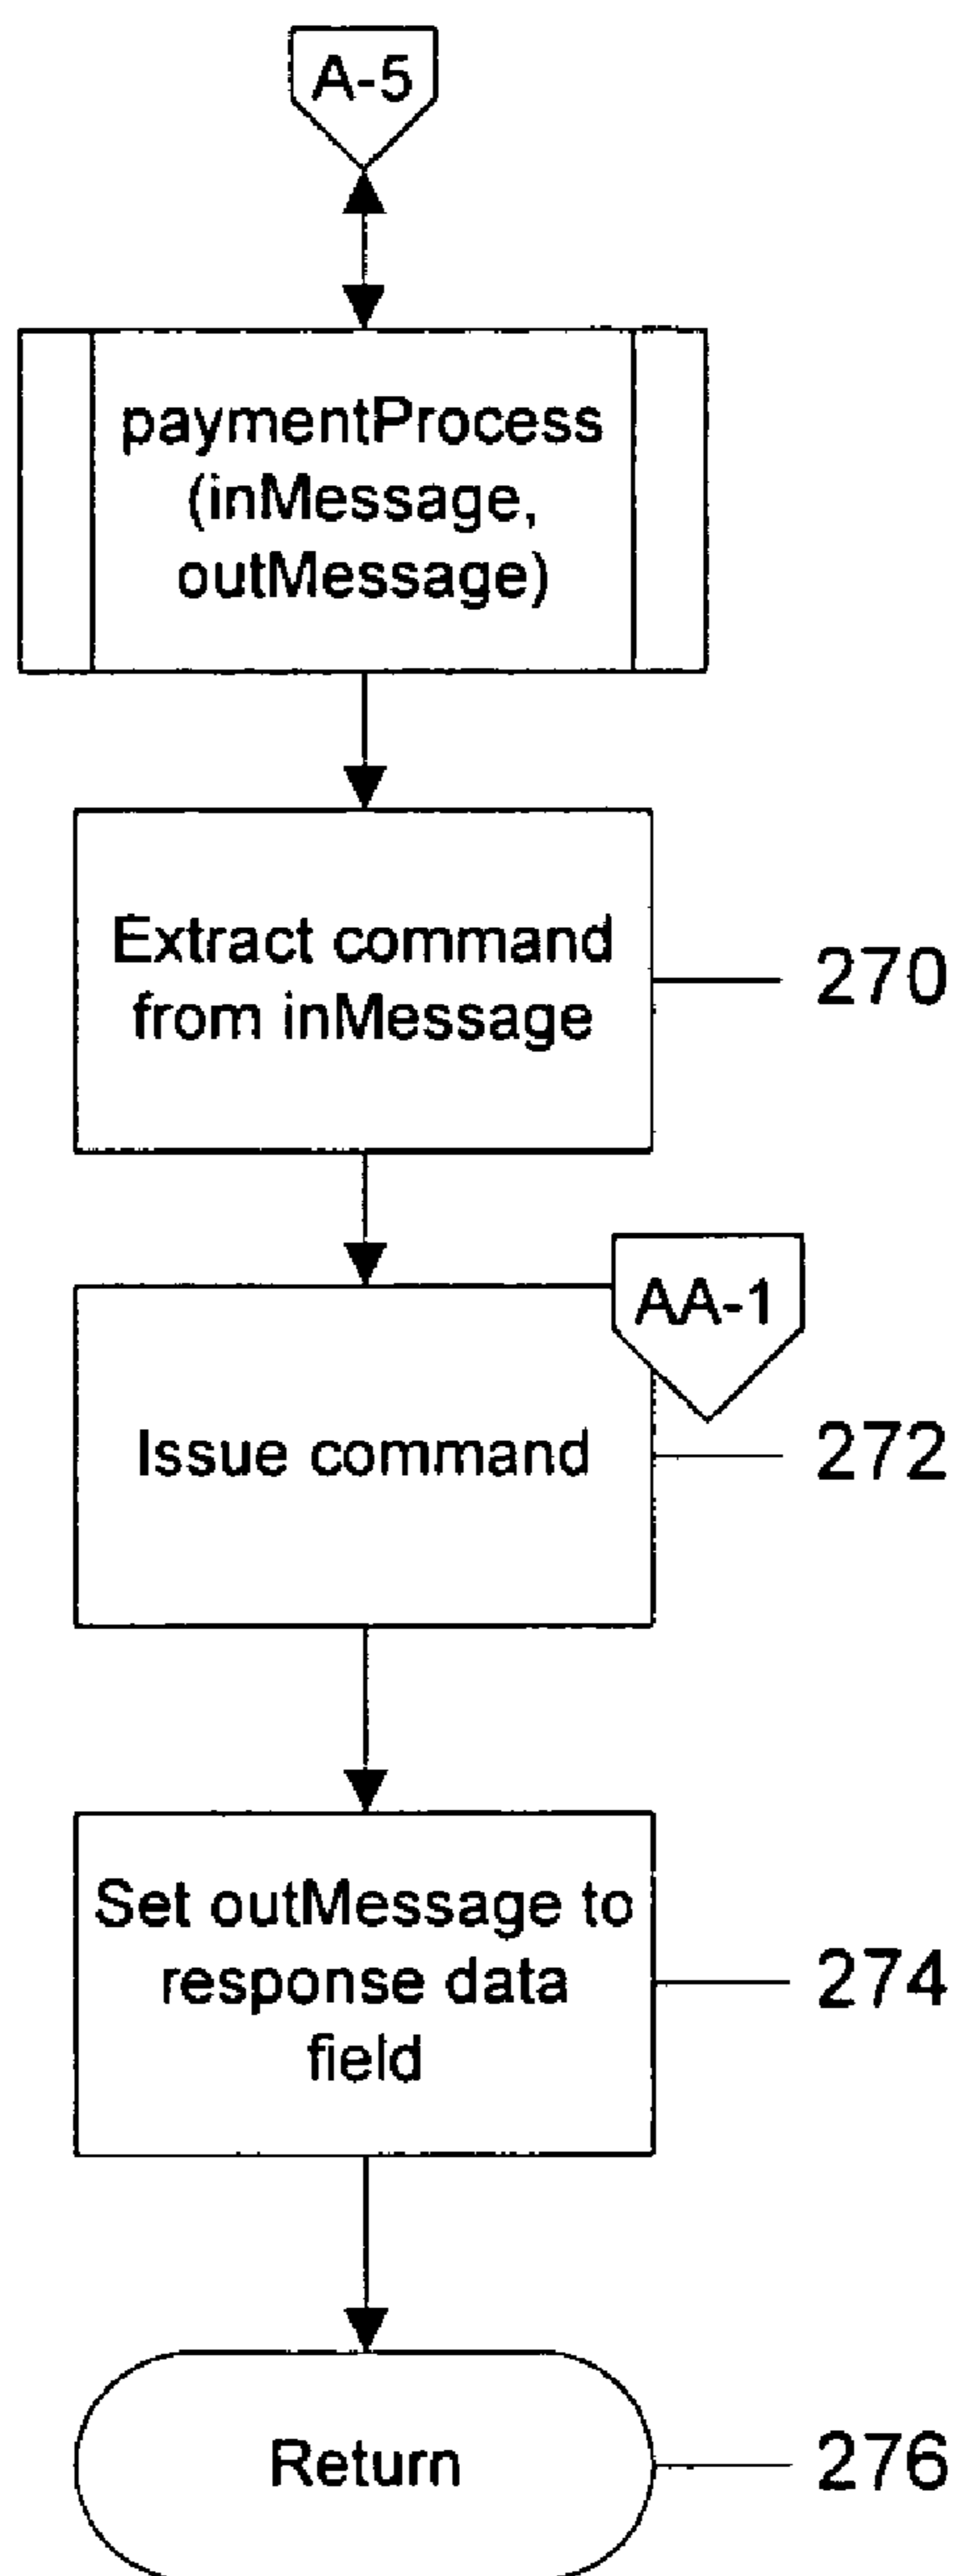 A-5
paymentProcess
(inMessage,
outMessage)
Extract command
from inMessage
270
AA-1
Issue command
272
Set outMessage to
response data
field
274
Return
276